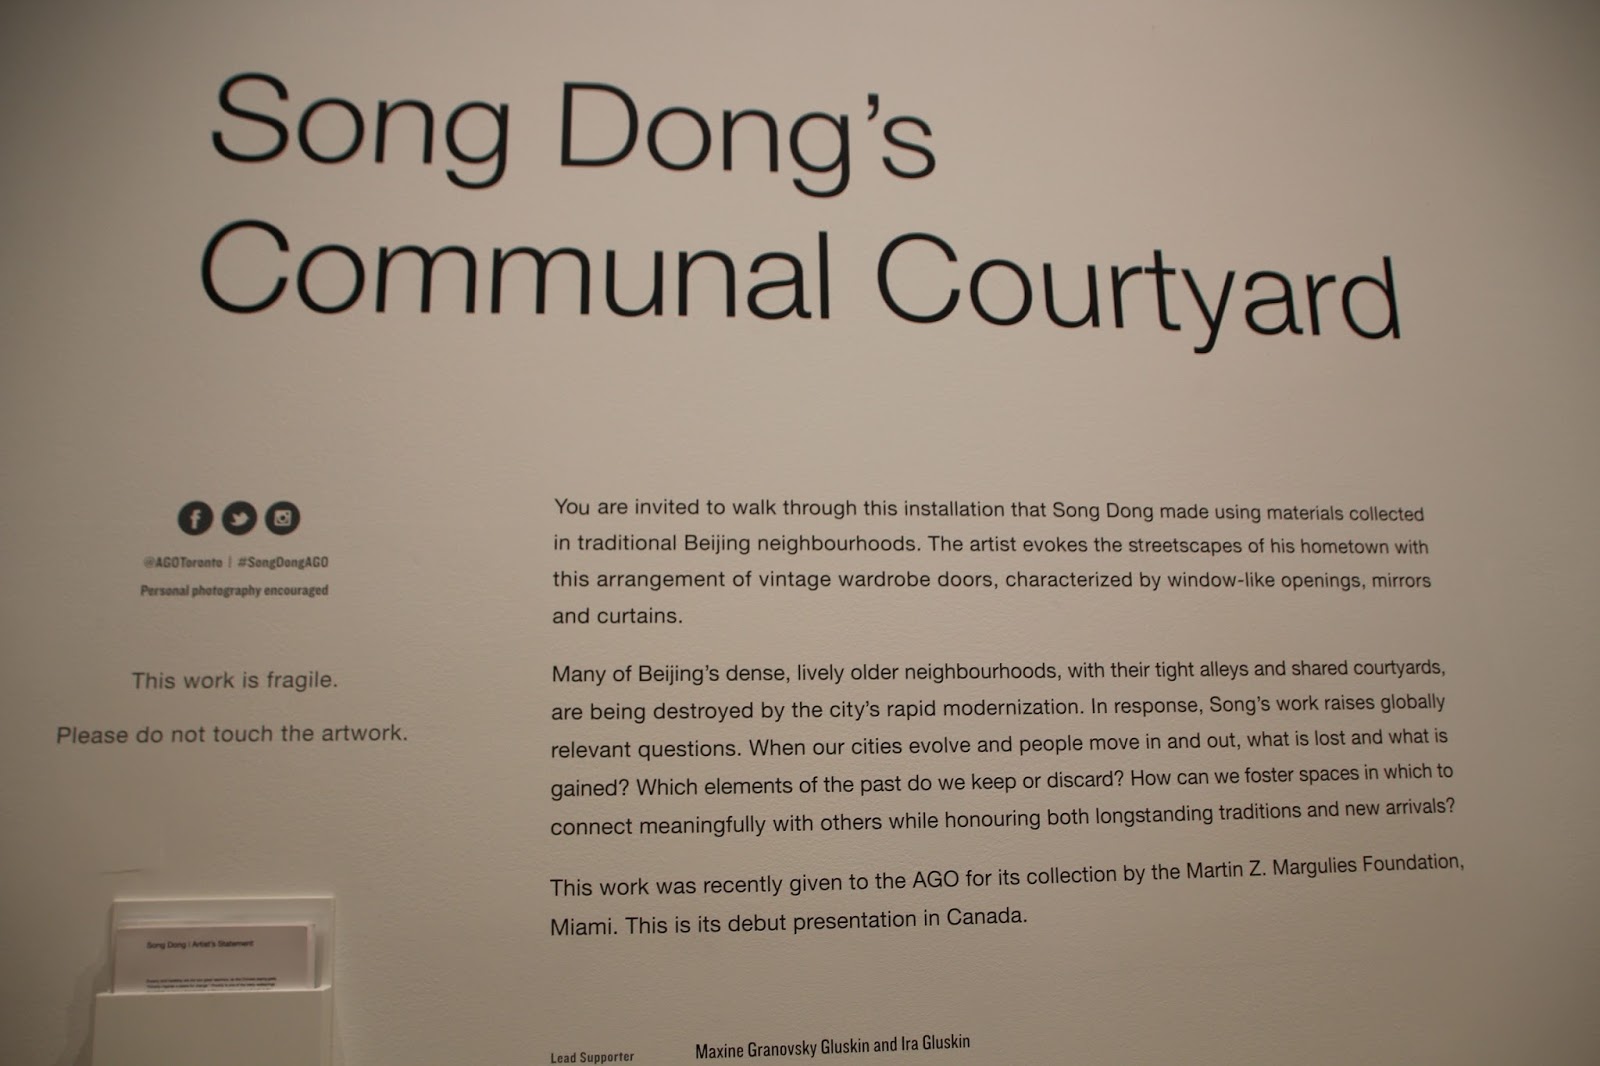 Song Dong's
Communal Courtyard
@AGOToronto | #SongDongAGO
Personal photography encouraged
This work is fragile.
Please do not touch the artwork.
Song Dong | Artist's Statement
You are invited to walk through this installation that Song Dong made using materials collected
in traditional Beijing neighbourhoods. The artist evokes the streetscapes of his hometown with
this arrangement of vintage wardrobe doors, characterized by window-like openings, mirrors
and curtains.
Many of Beijing's dense, lively older neighbourhoods, with their tight alleys and shared courtyards,
are being destroyed by the city's rapid modernization. In response, Song's work raises globally
relevant questions. When our cities evolve and people move in and out, what is lost and what is
gained? Which elements of the past do we keep or discard? How can we foster spaces in which to
connect meaningfully with others while honouring both longstanding traditions and new arrivals?
This work was recently given to the AGO for its collection by the Martin Z. Margulies Foundation,
Miami. This is its debut presentation in Canada.
Lead Supporter Maxine Granovsky Gluskin and Ira Gluskin